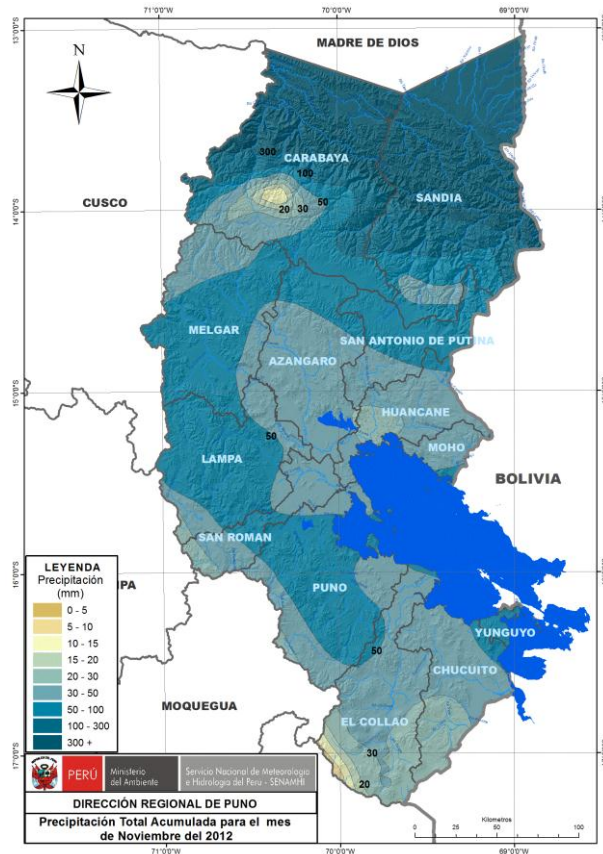 71°0'0"W
70°0'0"W
69°0'0"W
13°0'0"S
MADRE DE DIOS
N
300
CARABAYA
100
SANDIA
CUSCO
20
30
50
14°0'0"S
MELGAR
SAN ANTONIO DE PUTINA
AZANGARO
15°0'0"S
HUANCANE
50
MOHO
LAMPA
BOLIVIA
SAN ROMAN
LEYENDA
Precipitación
(mm)
0 - 5
5 - 10
10 - 15
15 - 20
20 - 30
30 - 50
50 - 100
100 - 300
300 +
16°0'0"S
UPA
PUNO
YUNGUYO
50
CHUCUITO
MOQUEGUA
EL COLLAO
30
17°0'0"S
20
PERÚ
Ministerio
del Ambiente
Servicio Nacional de Meteorología
e Hidrología del Perú - SENAMHI
DIRECCIÓN REGIONAL DE PUNO
Precipitación Total Acumulada para el mes
de Noviembre del 2012
Kilometros
0 25 50 100
71°0'0"W
70°0'0"W
69°0'0"W